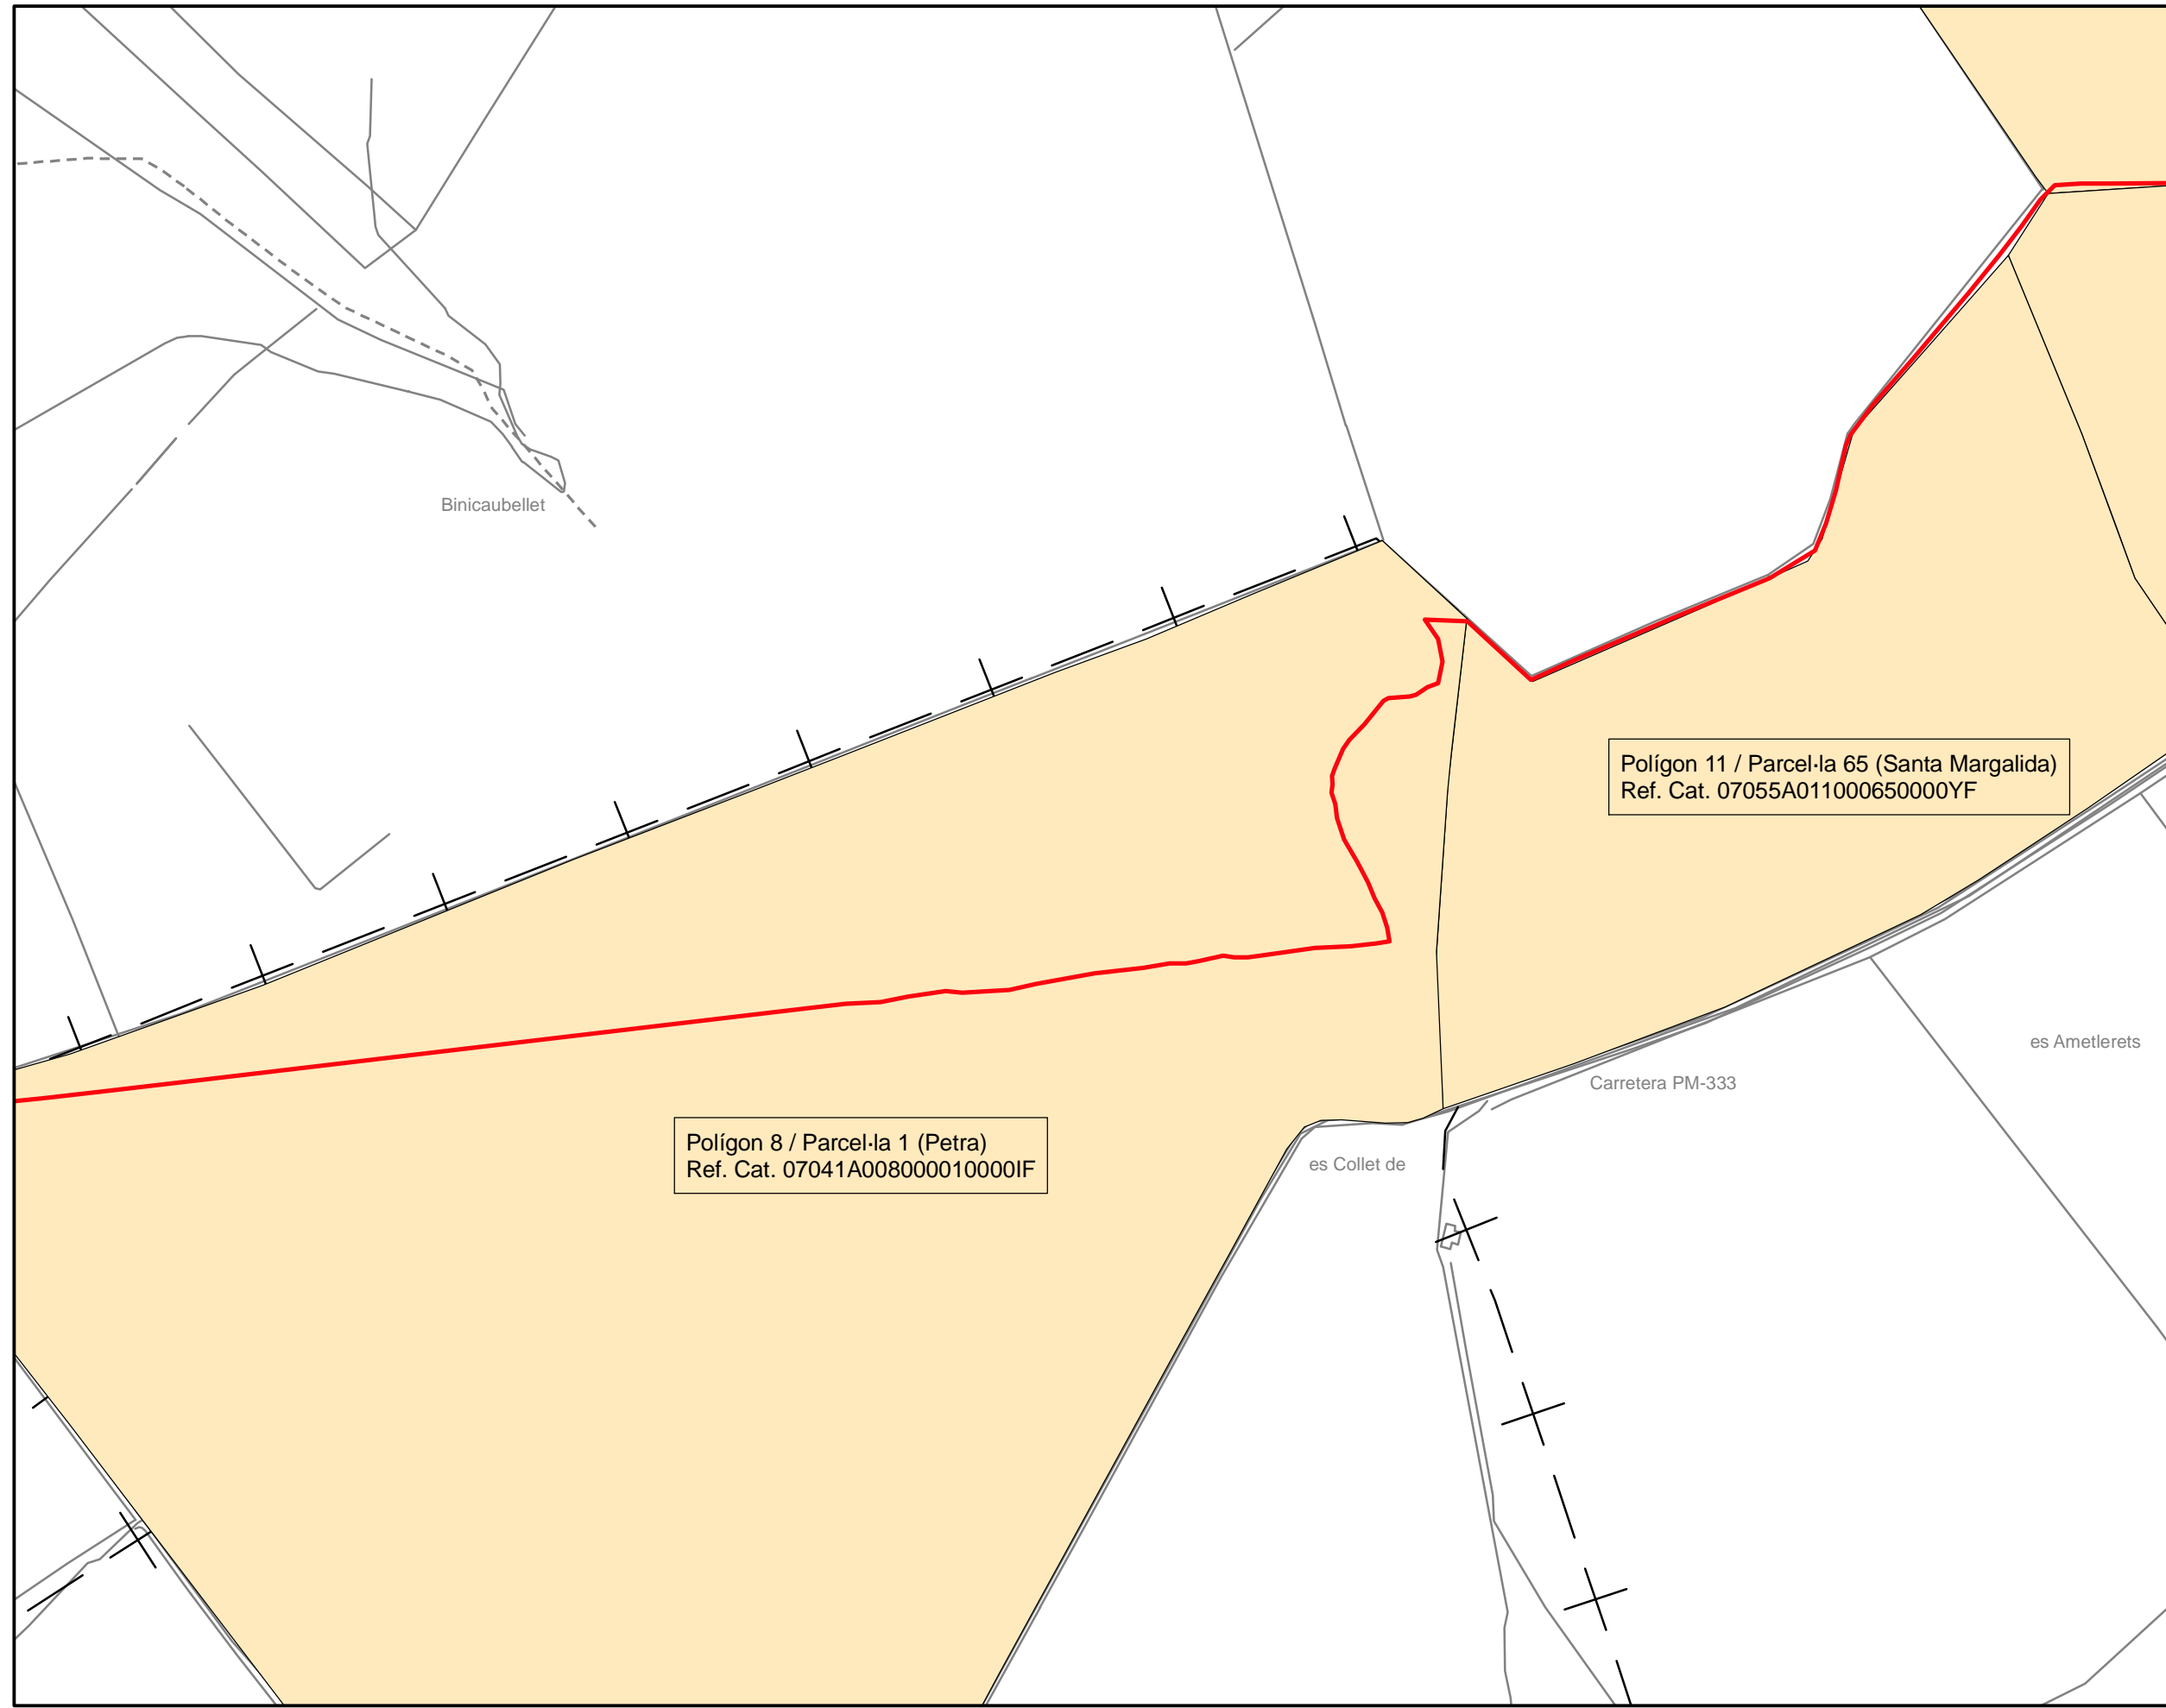 Binicaubellet
Polígon 11 / Parcel·la 65 (Santa Margalida)
Ref. Cat. 07055A011000650000YF
es Ametlerets
Carretera PM-333
Polígon 8 / Parcel·la 1 (Petra)
Ref. Cat. 07041A008000010000IF
es Collet de